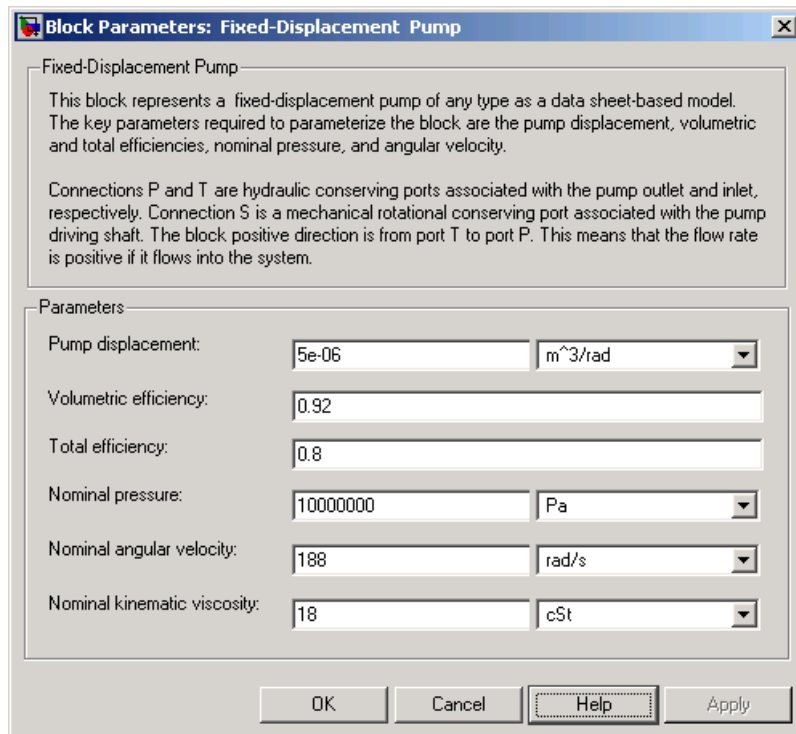 Block Parameters: Fixed-Displacement Pump
Fixed-Displacement Pump
This block represents a fixed-displacement pump of any type as a data sheet-based model.
The key parameters required to parameterize the block are the pump displacement, volumetric
and total efficiencies, nominal pressure, and angular velocity.
Connections P and T are hydraulic conserving ports associated with the pump outlet and inlet,
respectively. Connection S is a mechanical rotational conserving port associated with the pump
driving shaft. The block positive direction is from port T to port P. This means that the flow rate
is positive if it flows into the system.
Parameters
Pump displacement: 5e-06 m^3/rad
Volumetric efficiency: 0.92
Total efficiency: 0.8
Nominal pressure: 10000000 Pa
Nominal angular velocity: 188 rad/s
Nominal kinematic viscosity: 18 cSt
OK Cancel Help Apply